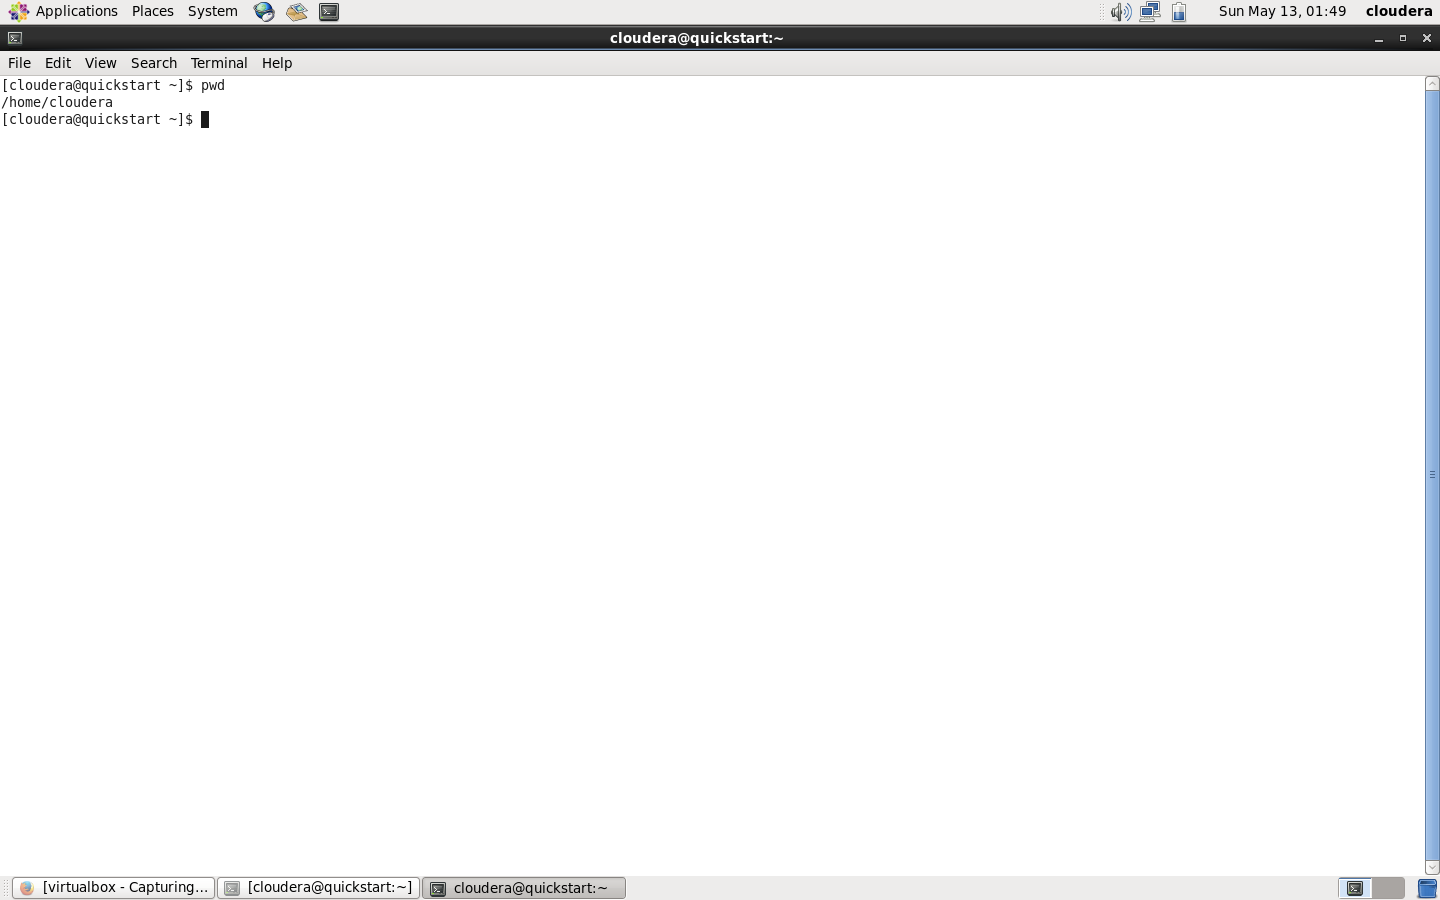 Applications Places System Sun May 13, 01:49 cloudera
cloudera@quickstart:~
File Edit View Search Terminal Help
[cloudera@quickstart ~]$ pwd
/home/cloudera
[cloudera@quickstart ~]$
[virtualbox - Capturing... [cloudera@quickstart:~] cloudera@quickstart:~